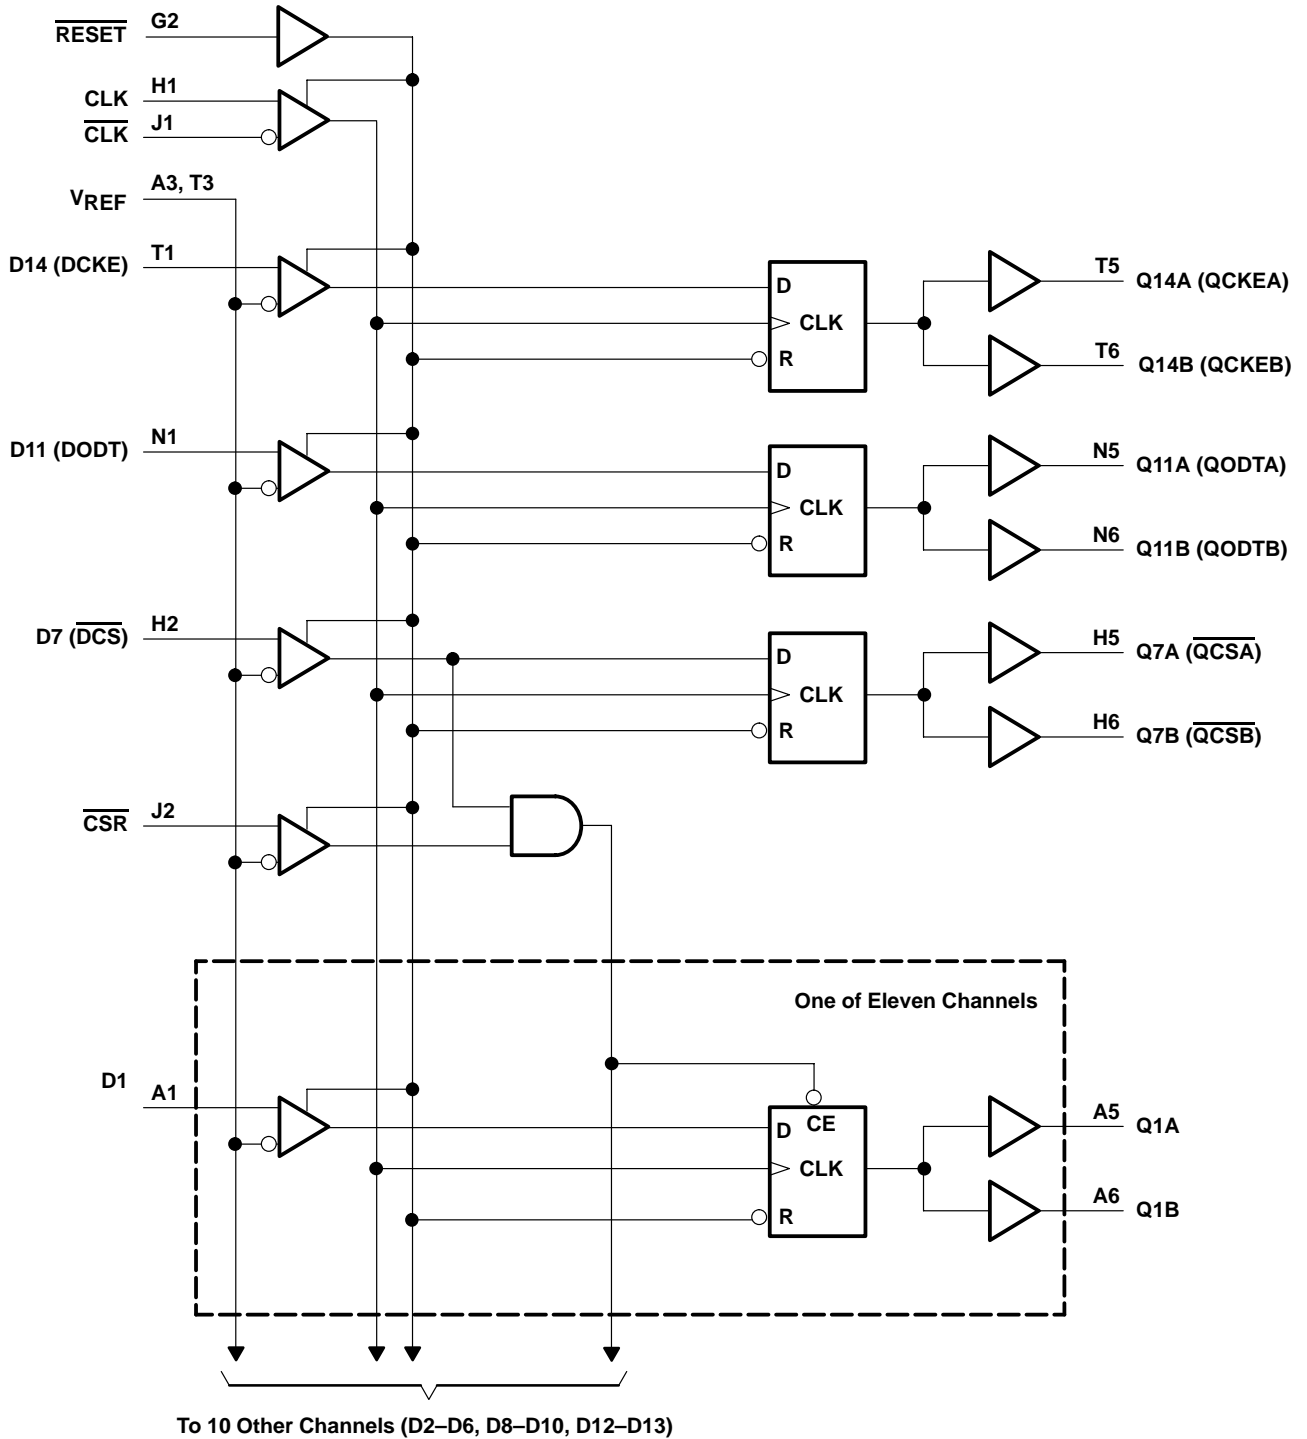 RESET G2
CLK H1
CLK J1
VREF A3, T3
D14 (DCKE) T1
D
CLK
R
T5 Q14A (QCKEA)
T6 Q14B (QCKEB)
D11 (DODT) N1
D
CLK
R
N5 Q11A (QODTA)
N6 Q11B (QODTB)
D7 (DCS) H2
D
CLK
R
H5 Q7A (QCSA)
H6 Q7B (QCSB)
CSR J2
One of Eleven Channels
D1 A1
CE
D
CLK
R
A5 Q1A
A6 Q1B
To 10 Other Channels (D2–D6, D8–D10, D12–D13)